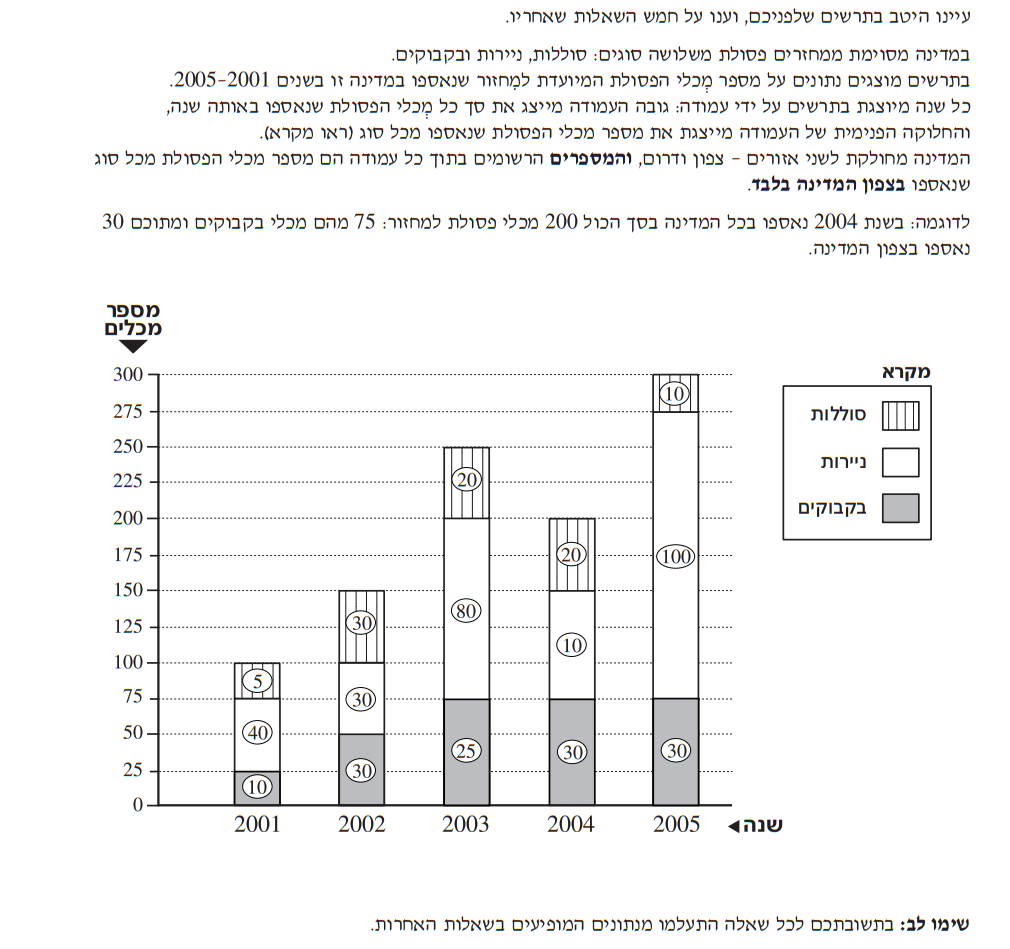 עיינו היטב בתרשים שלפניכם, וענו על חמש השאלות שאחריו.
במדינה מסוימת ממחזרים פסולת משלושה סוגים: סוללות, ניירות ובקבוקים.
בתרשים מוצגים נתונים על מספר מְכלי הפסולת המיועדת למִחזור שנאספו במדינה זו בשנים 2001–2005.
כל שנה מיוצגת בתרשים על ידי עמודה: גובה העמודה מייצג את סך כל מְכלי הפסולת שנאספו באותה שנה,
והחלוקה הפנימית של העמודה מייצגת את מספר מכלי הפסולת שנאספו מכל סוג (ראו מקרא).
המדינה מחולקת לשני אזורים – צפון ודרום, והמספרים הרשומים בתוך כל עמודה הם מספר מכלי הפסולת מכל סוג
שנאספו בצפון המדינה בלבד.
לדוגמה: בשנת 2004 נאספו בכל המדינה בסך הכול 200 מכלי פסולת למחזור: 75 מהם מכלי בקבוקים ומתוכם 30
נאספו בצפון המדינה.
מספר
מכלים
300
275
250
225
200
175
150
125
100
75
50
25
0
5
40
10
30
30
30
20
80
25
20
10
30
10
100
30
2001 2002 2003 2004 2005
שנה
מקרא
סוללות
ניירות
בקבוקים
שימו לב: בתשובתכם לכל שאלה התעלמו מנתונים המופיעים בשאלות האחרות.